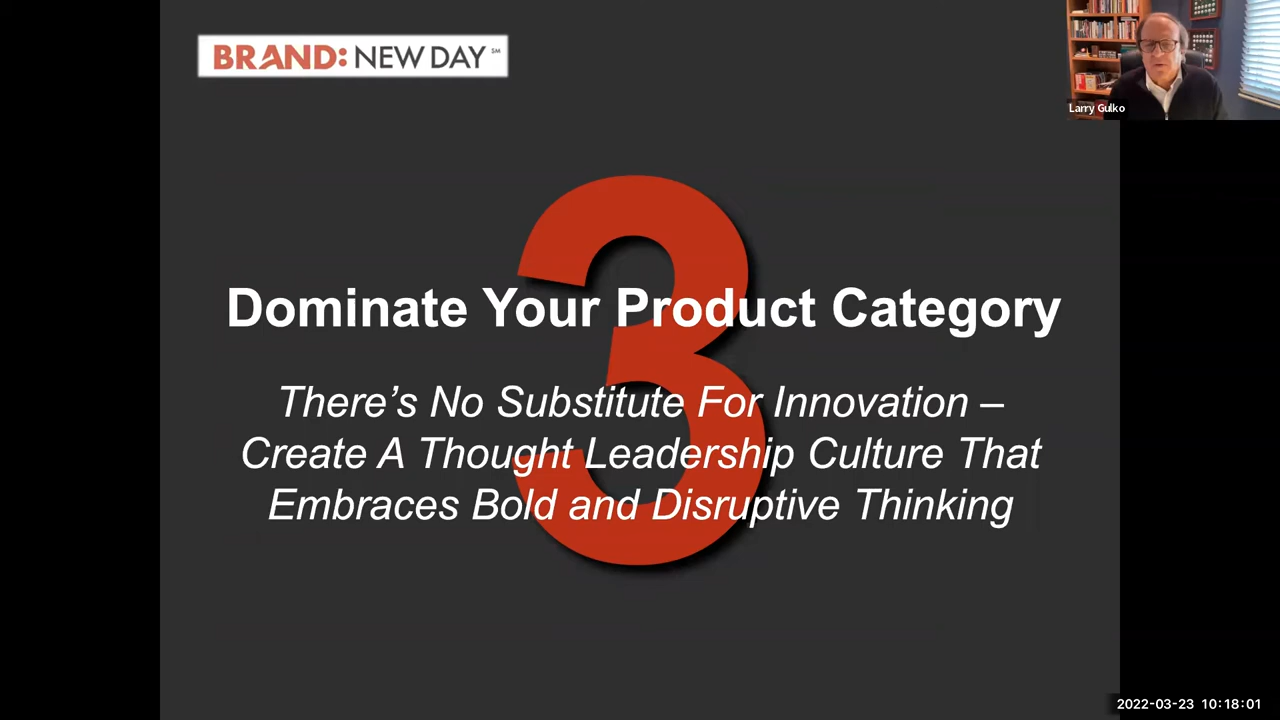 BRAND: NEW DAY SM
Larry Gulko
3
Dominate Your Product Category
There’s No Substitute For Innovation –
Create A Thought Leadership Culture That
Embraces Bold and Disruptive Thinking
2022-03-23 10:18:01